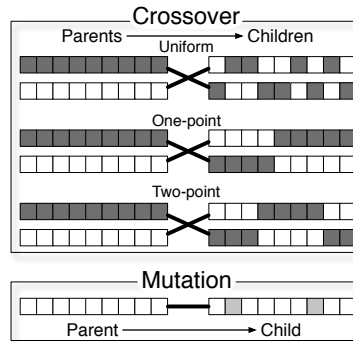 Crossover
Parents Children
Uniform
One-point
Two-point
Mutation
Parent Child